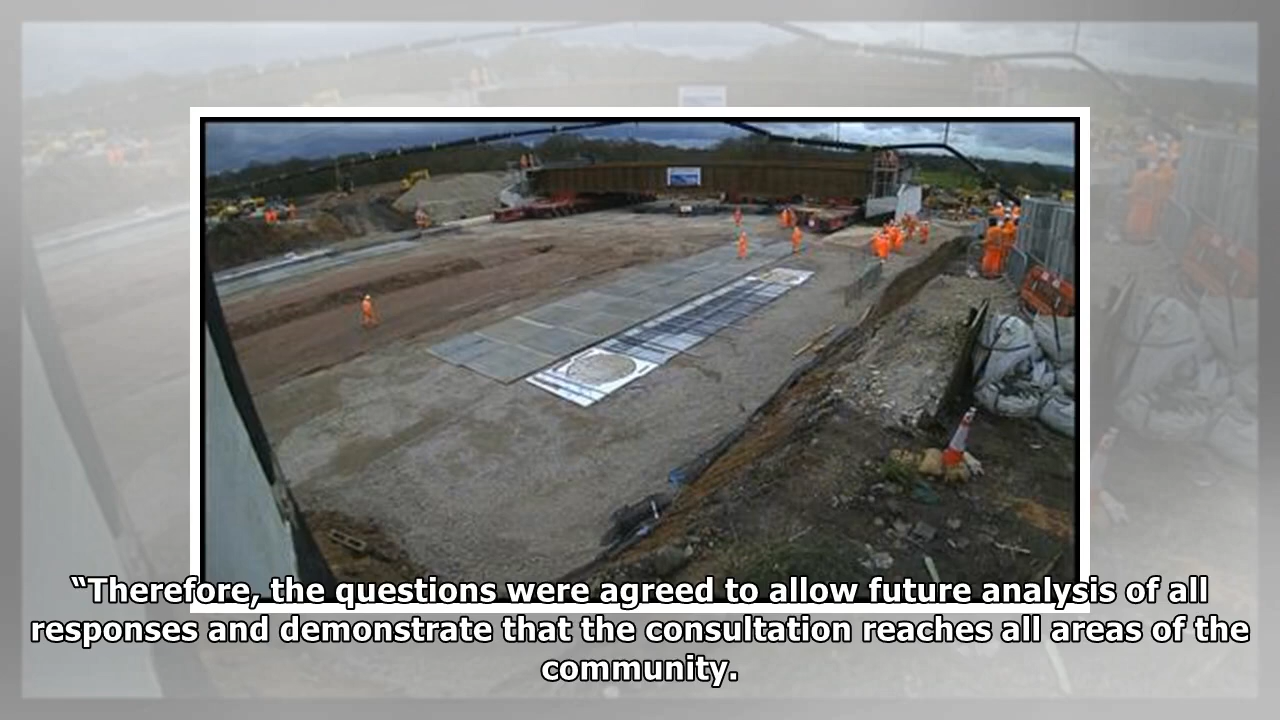 “Therefore, the questions were agreed to allow future analysis of all
responses and demonstrate that the consultation reaches all areas of the
community.